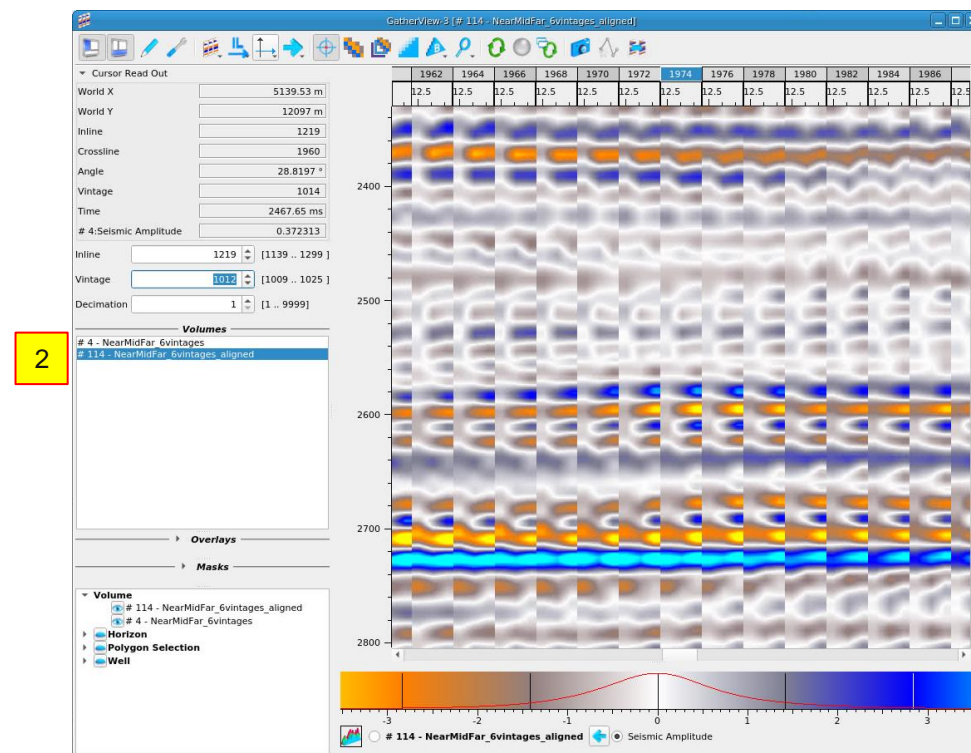 GatherView-3 [# 114 - NearMidFar_6vintages_aligned]
Cursor Read Out
World X 5139.53 m
World Y 12097 m
Inline 1219
Crossline 1960
Angle 28.8197 °
Vintage 1014
Time 2467.65 ms
# 4:Seismic Amplitude 0.372313
Inline 1219 [1139 .. 1299 ]
Vintage 1012 [1009 .. 1025 ]
Decimation 1 [1 .. 9999]
Volumes
# 4 - NearMidFar_6vintages
# 114 - NearMidFar_6vintages_aligned
2
Overlays
Masks
Volume
# 114 - NearMidFar_6vintages_aligned
# 4 - NearMidFar_6vintages
Horizon
Polygon Selection
Well
1962 1964 1966 1968 1970 1972 1974 1976 1978 1980 1982 1984 1986
12.5 12.5 12.5 12.5 12.5 12.5 12.5 12.5 12.5 12.5 12.5 12.5 12.5 12.5
2400
2500
2600
2700
2800
-3 -2 -1 0 1 2 3
# 114 - NearMidFar_6vintages_aligned Seismic Amplitude